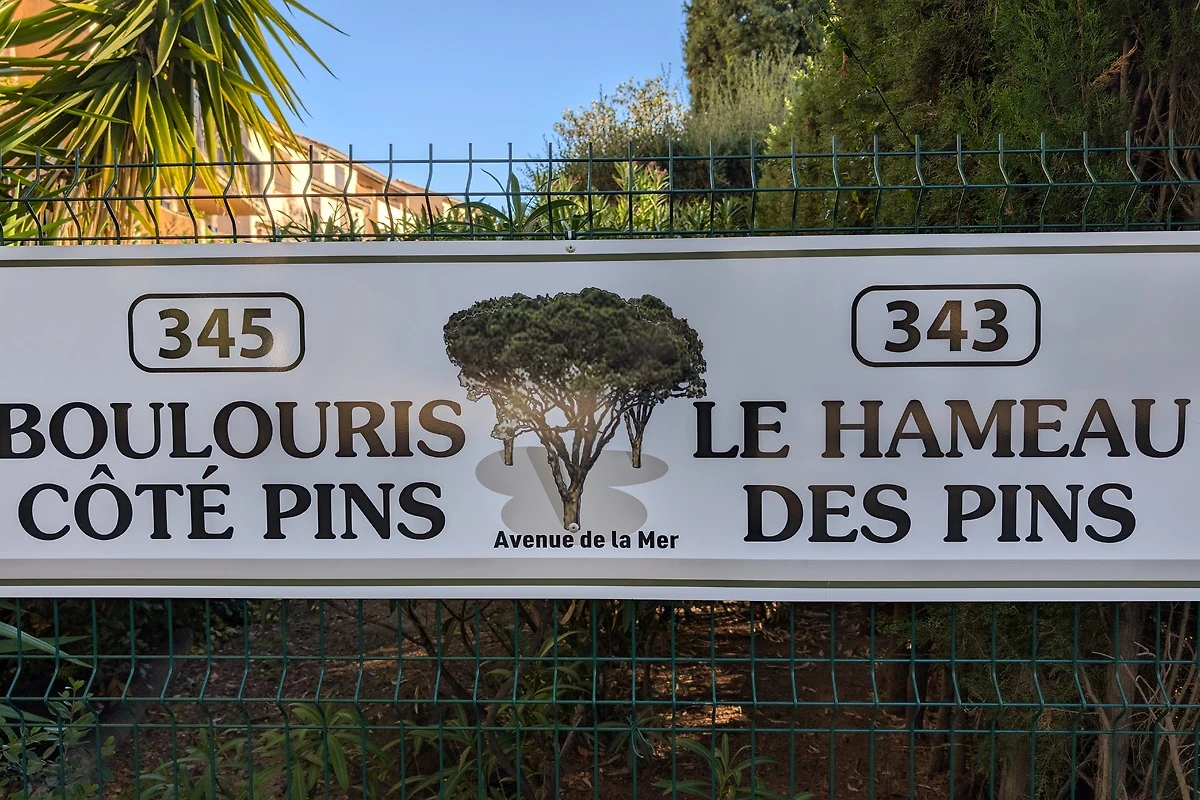 345
BOULOURIS
CÔTÉ PINS
Avenue de la Mer
343
LE HAMEAU
DES PINS